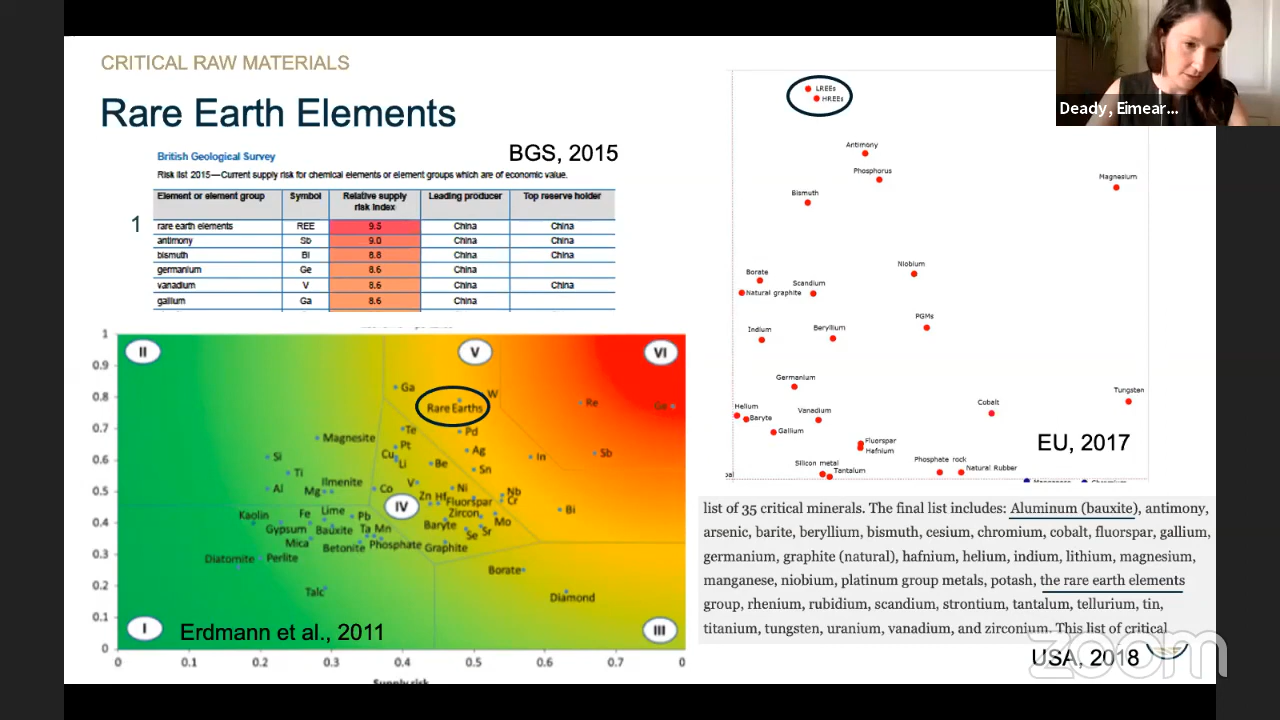 CRITICAL RAW MATERIALS
Rare Earth Elements
British Geological Survey
BGS, 2015
Risk list 2015—Current supply risk for chemical elements or element groups which are of economic value.
Element or element group Symbol Relative supply risk index Leading producer Top reserve holder
1 rare earth elements REE 9.5 China China
antimony Sb 9.0 China China
bismuth Bi 8.8 China China
germanium Ge 8.6 China
vanadium V 8.6 China China
gallium Ga 8.6 China
1
0.9
0.8
0.7
0.6
0.5
0.4
0.3
0.2
0.1
0
II
V
VI
Ga
W
Rare Earths
Re
Ge
Te
Pd
Magnesite
Pt
Cu
Ag
Si
Li
Be
In
Sb
Ti
Sn
Ilmenite
V
Al
Mg
Co
Ni
Nb
Zn Hf
Cr
Fluorspar
IV
Kaolin
Fe
Lime
Pb
Zircon
Mo
Bi
Gypsum
Bauxite
Ta Mn
Baryte
Sr
Se
Mica
Betonite
Phosphate
Graphite
Diatomite
Perlite
Borate
Talc
Diamond
I
Erdmann et al., 2011
III
0 0.1 0.2 0.3 0.4 0.5 0.6 0.7 0
Supply risk
LREEs
HREEs
Antimony
Phosphorus
Magnesium
Bismuth
Niobium
Borate
Scandium
Natural graphite
PGMs
Indium
Beryllium
Germanium
Tungsten
Cobalt
Helium
Vanadium
Baryte
Gallium
EU, 2017
Fluorspar
Hafnium
Phosphate rock
Silicon metal
Natural Rubber
Tantalum
Manganese
Chromium
list of 35 critical minerals. The final list includes: Aluminum (bauxite), antimony,
arsenic, barite, beryllium, bismuth, cesium, chromium, cobalt, fluorspar, gallium,
germanium, graphite (natural), hafnium, helium, indium, lithium, magnesium,
manganese, niobium, platinum group metals, potash, the rare earth elements
group, rhenium, rubidium, scandium, strontium, tantalum, tellurium, tin,
titanium, tungsten, uranium, vanadium, and zirconium. This list of critical
USA, 2018
zoom
Deady, Eimear...